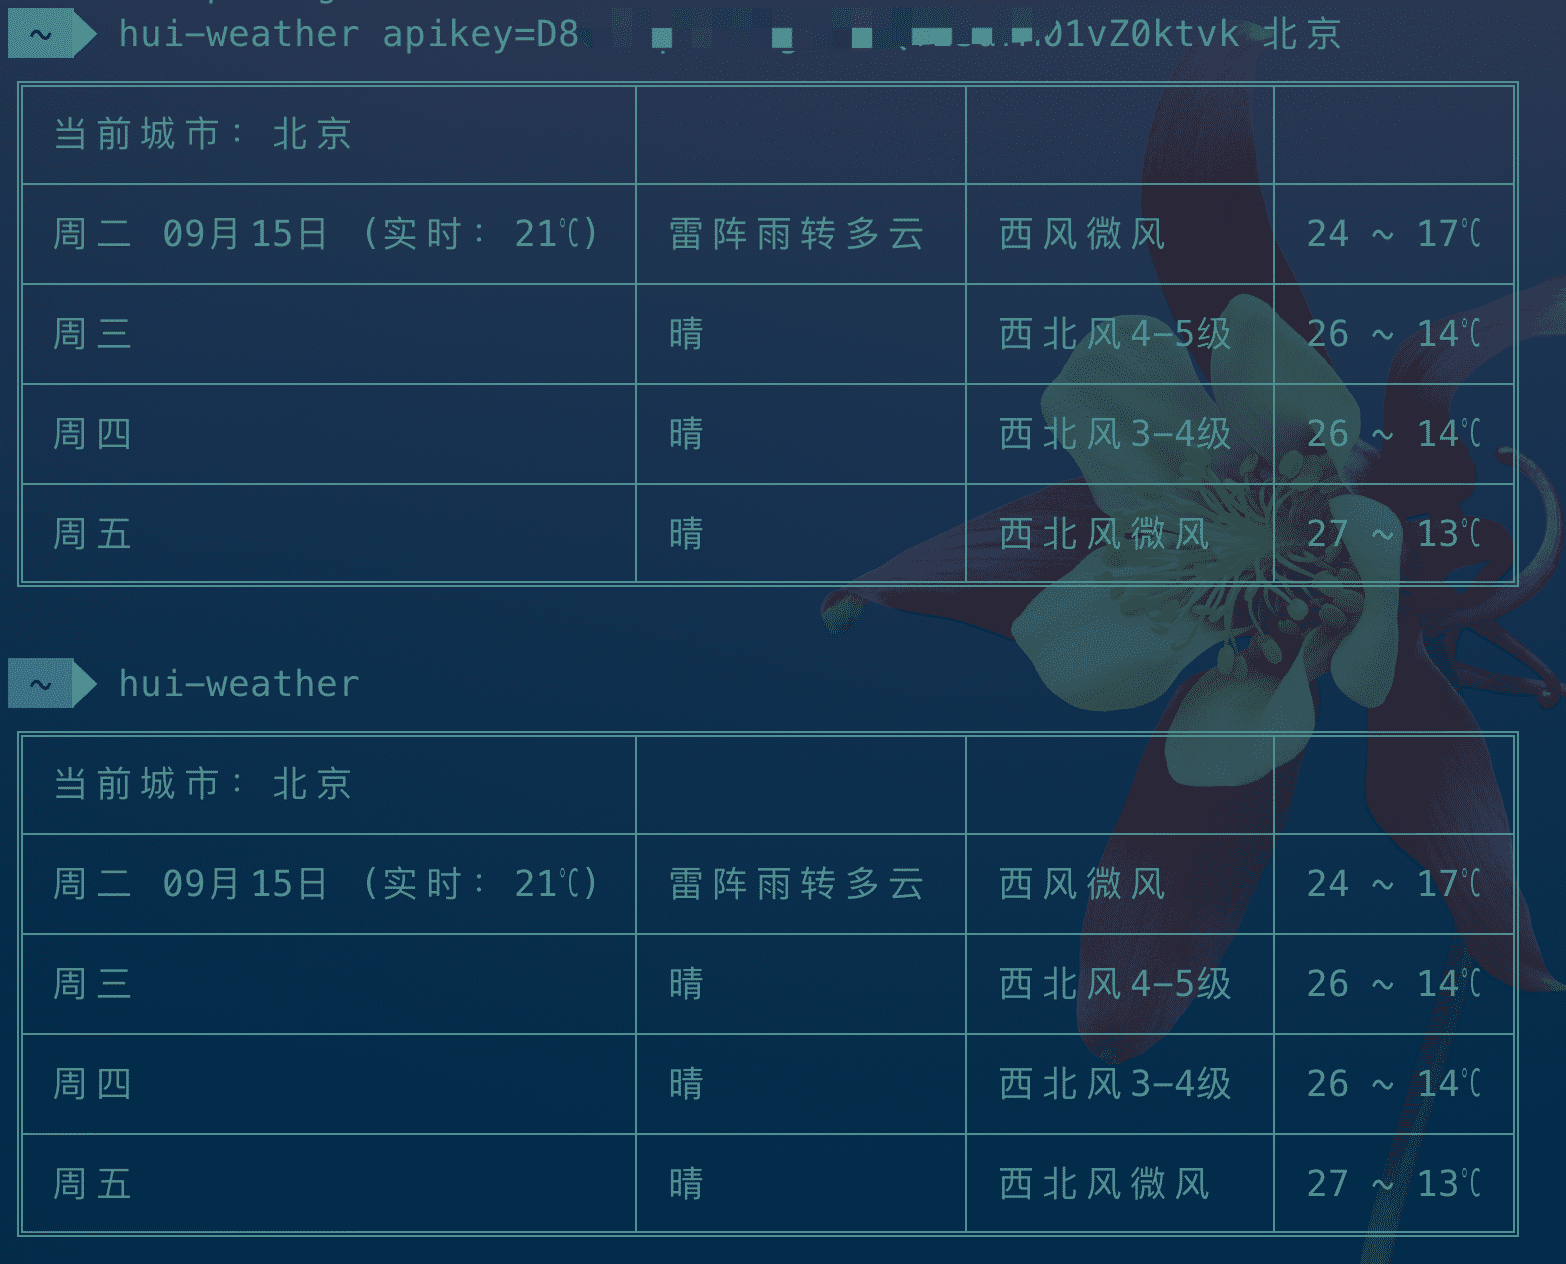 ~ hui-weather apikey=D8 1vZ0ktvk 北京
当前城市: 北京
周二 09月15日 (实时: 21℃) 雷阵雨转多云 西风微风 24 ~ 17℃
周三 晴 西北风4-5级 26 ~ 14℃
周四 晴 西北风3-4级 26 ~ 14℃
周五 晴 西北风微风 27 ~ 13℃
~ hui-weather
当前城市: 北京
周二 09月15日 (实时: 21℃) 雷阵雨转多云 西风微风 24 ~ 17℃
周三 晴 西北风4-5级 26 ~ 14℃
周四 晴 西北风3-4级 26 ~ 14℃
周五 晴 西北风微风 27 ~ 13℃